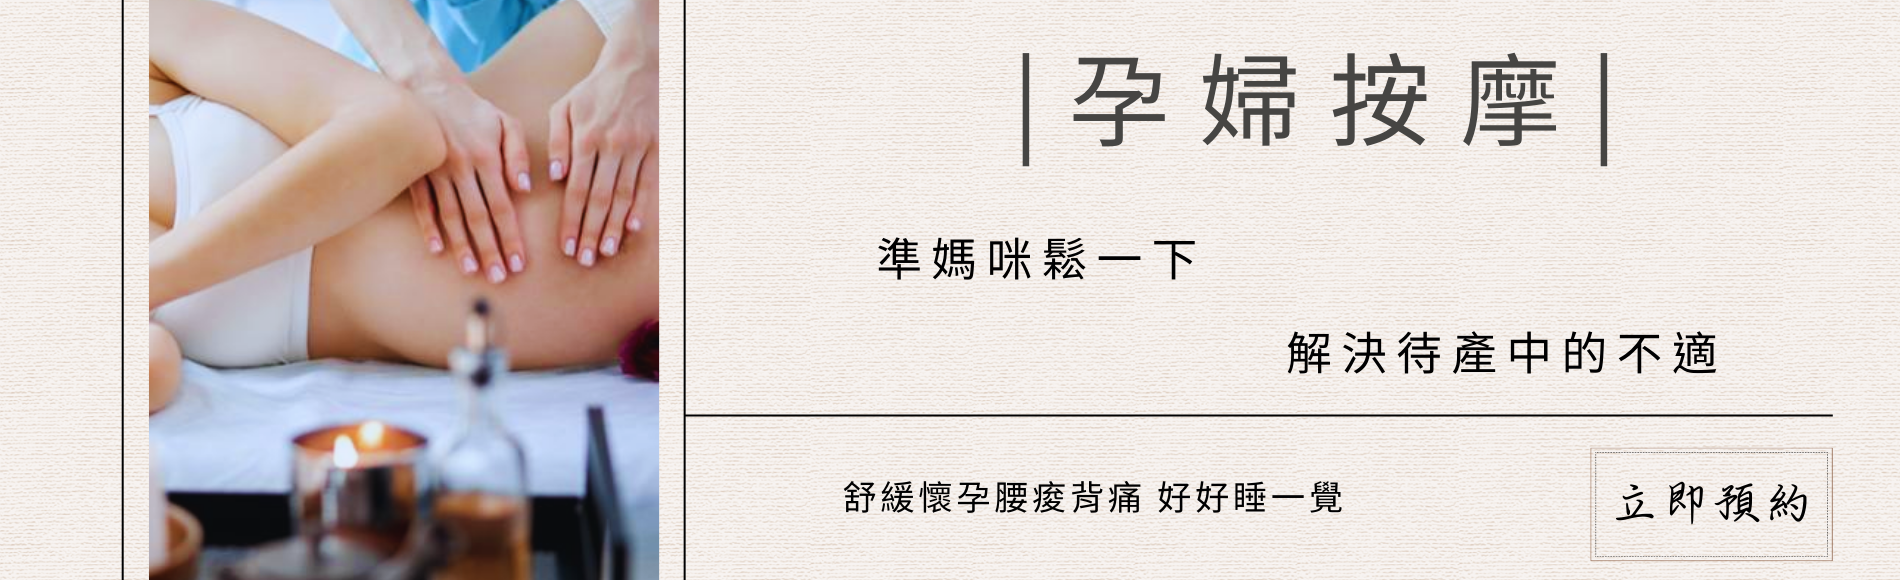 |孕婦按摩|
準媽咪鬆一下
解決待產中的不適
舒緩懷孕腰痠背痛 好好睡一覺
立即預約